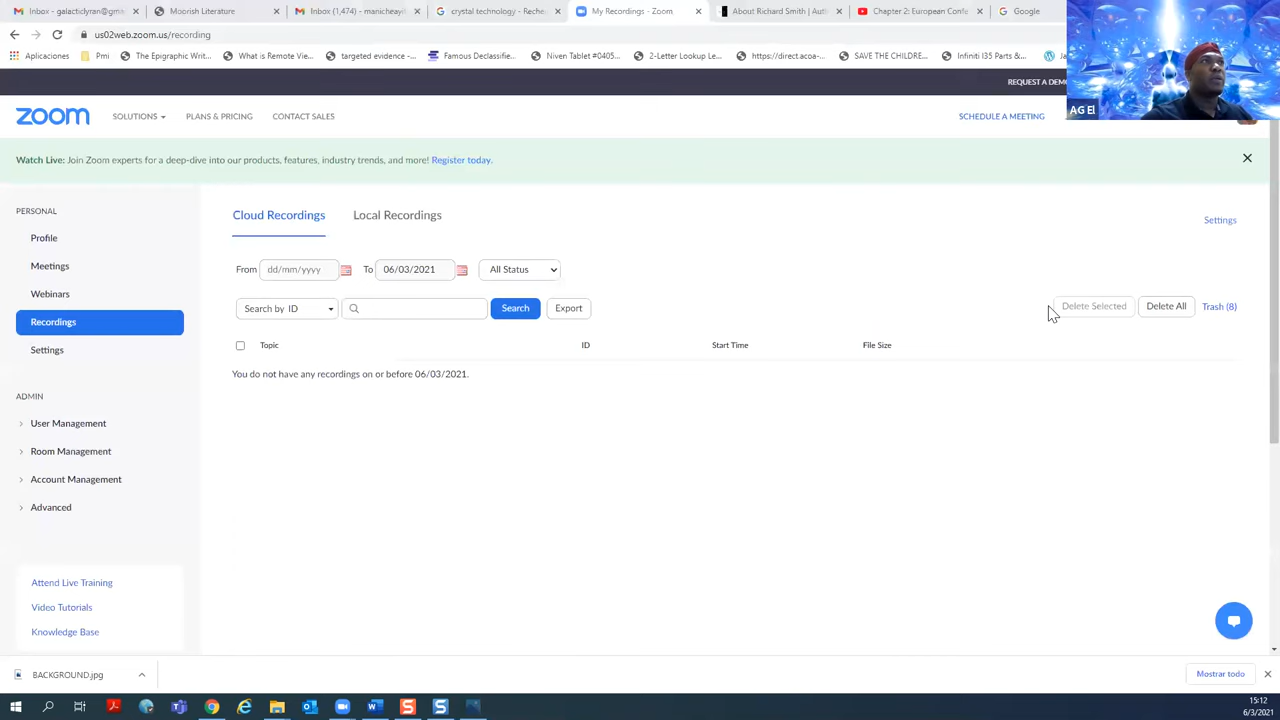 Inbox - galacticlyran@gma
Moorish Literature
Inbox (1,474) - manicheayil
crystal technology - Reche
My Recordings - Zoom
About Richard Smith | Aut
Chapter 2: European Confe
Google
us02web.zoom.us/recording
Aplicaciones
Pmi
The Epigraphic Writ...
What is Remote Vie...
targeted evidence -...
Famous Declassifie...
Niven Tablet #0405...
2-Letter Lookup Le...
https://direct.acoa-...
SAVE THE CHILDRE...
Infiniti I35 Parts &...
AG El
REQUEST A DEMO
zoom
SOLUTIONS
PLANS & PRICING
CONTACT SALES
SCHEDULE A MEETING
Watch Live: Join Zoom experts for a deep-dive into our products, features, industry trends, and more! Register today.
PERSONAL
Profile
Meetings
Webinars
Recordings
Settings
ADMIN
User Management
Room Management
Account Management
Advanced
Attend Live Training
Video Tutorials
Knowledge Base
Cloud Recordings
Local Recordings
Settings
From dd/mm/yyyy To 06/03/2021 All Status
Search by ID Search Export
Delete Selected Delete All Trash (8)
Topic ID Start Time File Size
You do not have any recordings on or before 06/03/2021.
BACKGROUND.jpg
Mostrar todo
15:12
6/3/2021